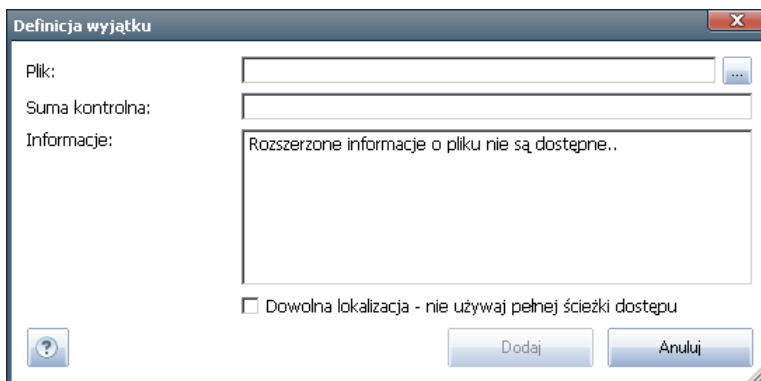 Definicja wyjątku
Plik:
...
Suma kontrolna:
Informacje:
Rozszerzone informacje o pliku nie są dostępne..
Dowolna lokalizacja - nie używaj pełnej ścieżki dostępu
?
Dodaj
Anuluj